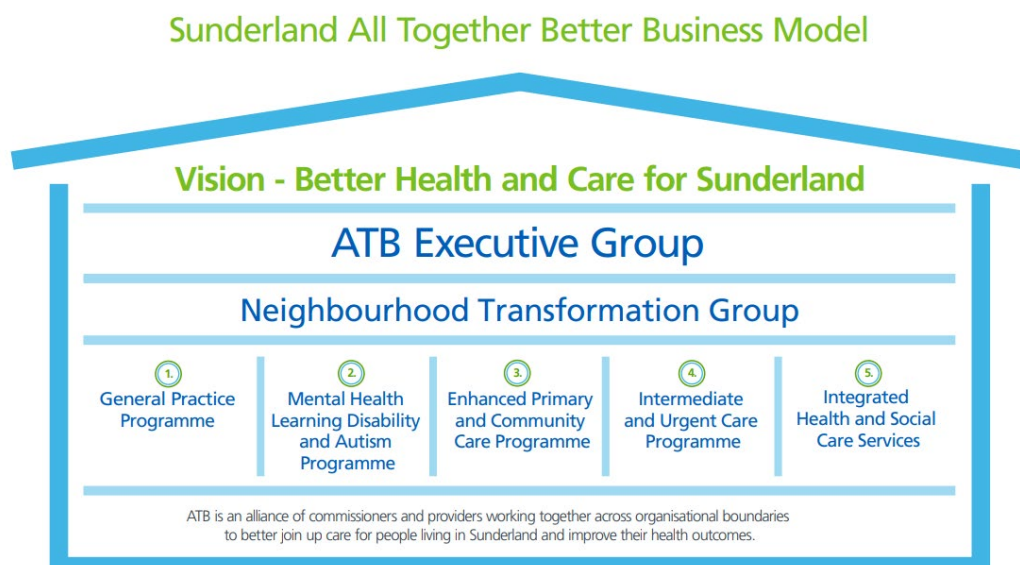 Sunderland All Together Better Business Model
Vision - Better Health and Care for Sunderland
ATB Executive Group
Neighbourhood Transformation Group
1.
General Practice
Programme
2.
Mental Health
Learning Disability
and Autism
Programme
3.
Enhanced Primary
and Community
Care Programme
4.
Intermediate
and Urgent Care
Programme
5.
Integrated
Health and Social
Care Services
ATB is an alliance of commissioners and providers working together across organisational boundaries
to better join up care for people living in Sunderland and improve their health outcomes.